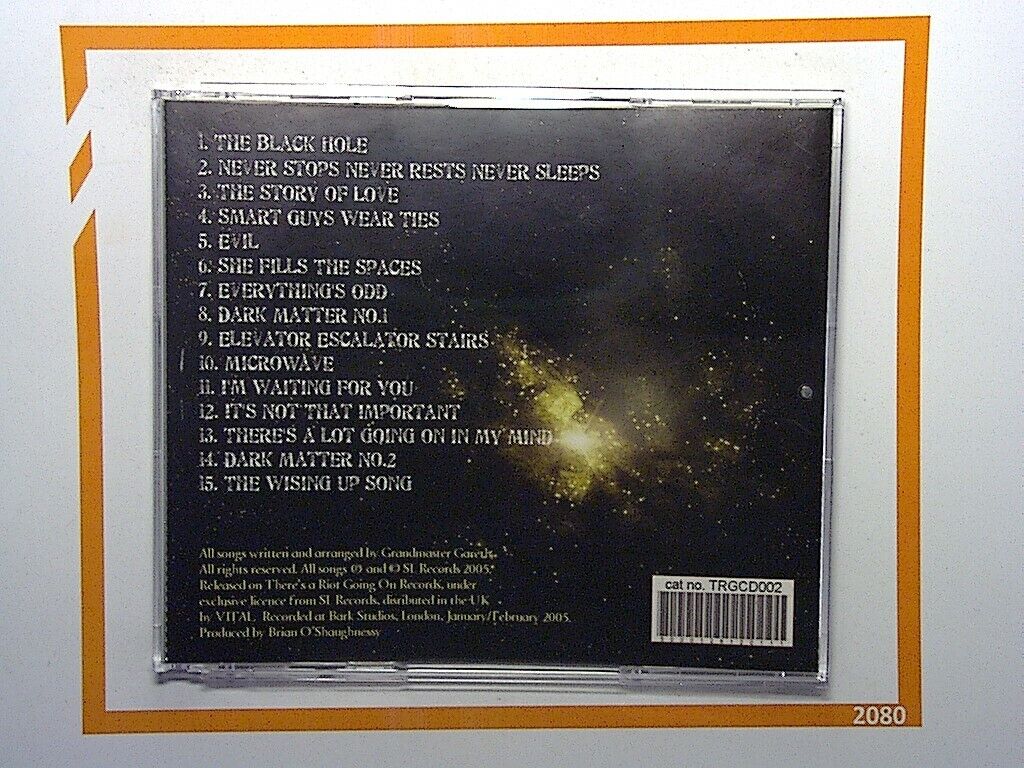 1. THE BLACK HOLE
2. NEVER STOPS NEVER RESTS NEVER SLEEPS
3. THE STORY OF LOVE
4. SMART GUYS WEAR TIES
5. EVIL
6. SHE FILLS THE SPACES
7. EVERYTHING'S ODD
8. DARK MATTER NO.1
9. ELEVATOR ESCALATOR STAIRS
10. MICROWAVE
11. I'M WAITING FOR YOU
12. IT'S NOT THAT IMPORTANT
13. THERE'S A LOT GOING ON IN MY MIND
14. DARK MATTER NO.2
15. THE WISING UP SONG
All songs written and arranged by Grandmaster Gareth.
All rights reserved. All songs ℗ and © SL Records 2005.
Released on There's a Riot Going On Records, under
exclusive licence from SL Records, disributed in the UK
by VITAL. Recorded at Bark Studios, London, January/February 2005.
Produced by Brian O'Shaughnessy
cat no. TRGCD002
2080